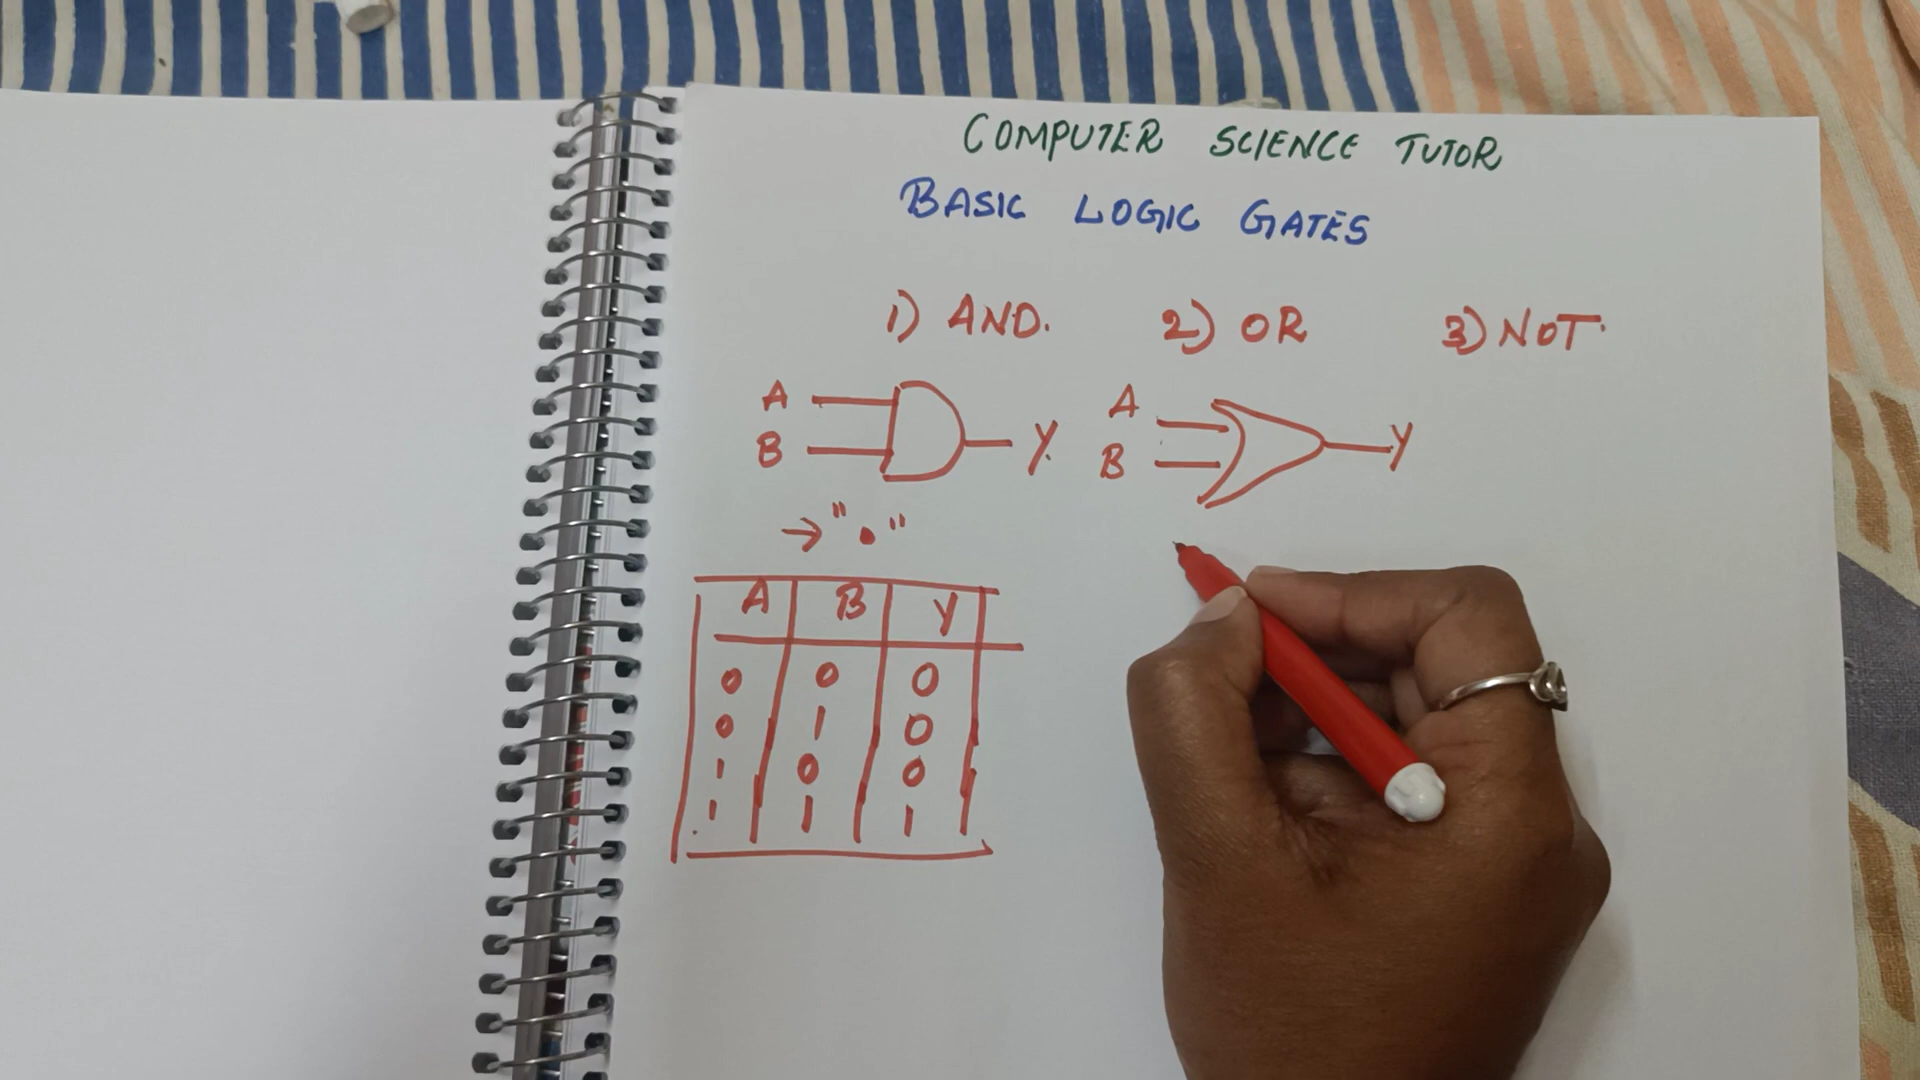 COMPUTER SCIENCE TUTOR
BASIC LOGIC GATES
1) AND. 2) OR 3) NOT.
A A
B Y. B Y
→ "•"
A B Y
0 0 0
0 1 0
1 0 0
1 1 1